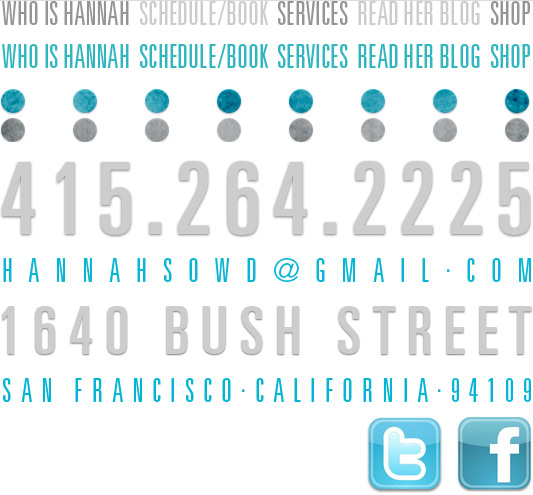 WHO IS HANNAH SCHEDULE/BOOK SERVICES READ HER BLOG SHOP
WHO IS HANNAH SCHEDULE/BOOK SERVICES READ HER BLOG SHOP
415.264.2225
HANNAHSOWD@GMAIL·COM
1640 BUSH STREET
SAN FRANCISCO·CALIFORNIA·94109
t f